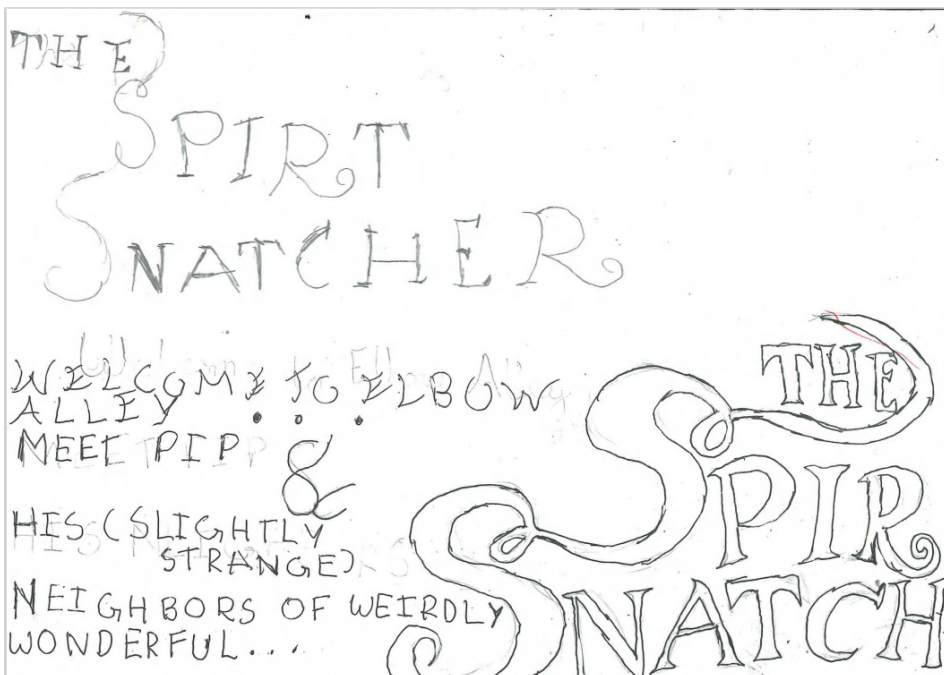 THE
SPIRT
SNATCHER
WELCOME TO ELBOW
ALLEY...
MEET PIP &
HIS (SLIGHTLY
STRANGE)
NEIGHBORS OF WEIRDLY
WONDERFUL...
THE
SPIR
SNATCH